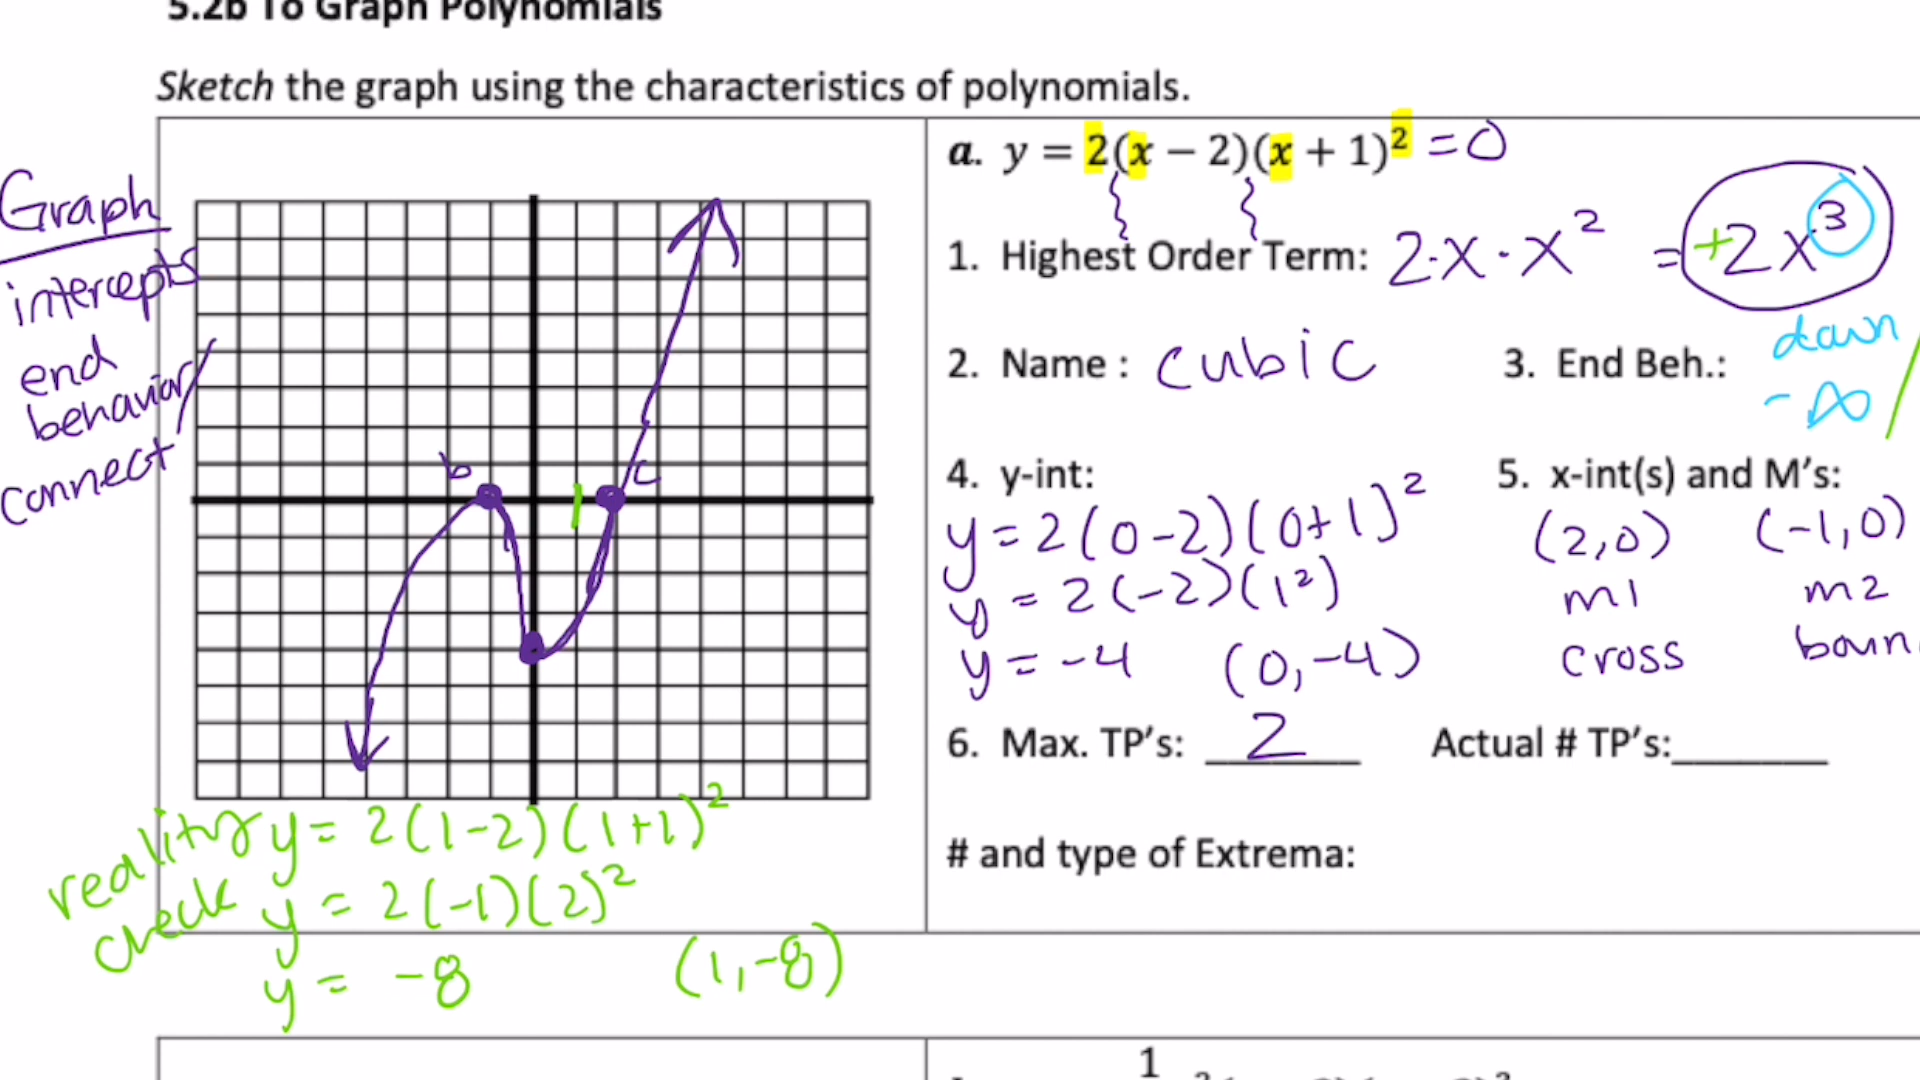 5.2b To Graph Polynomials
Sketch the graph using the characteristics of polynomials.
Graph
intercepts
end
behavior
connect
b
c
reality
check
y = 2(1-2)(1+1)²
y = 2(-1)(2)²
y = -8 (1,-8)
a. y = 2(x − 2)(x + 1)² = 0
1. Highest Order Term: 2·x·x² = +2x³
2. Name : cubic
3. End Beh.: down
-∞
4. y-int:
y = 2(0-2)(0+1)²
y = 2(-2)(1²)
y = -4 (0,-4)
5. x-int(s) and M's:
(2,0) (-1,0)
m1 m2
cross boun
6. Max. TP's: 2 Actual # TP's:
# and type of Extrema:
1